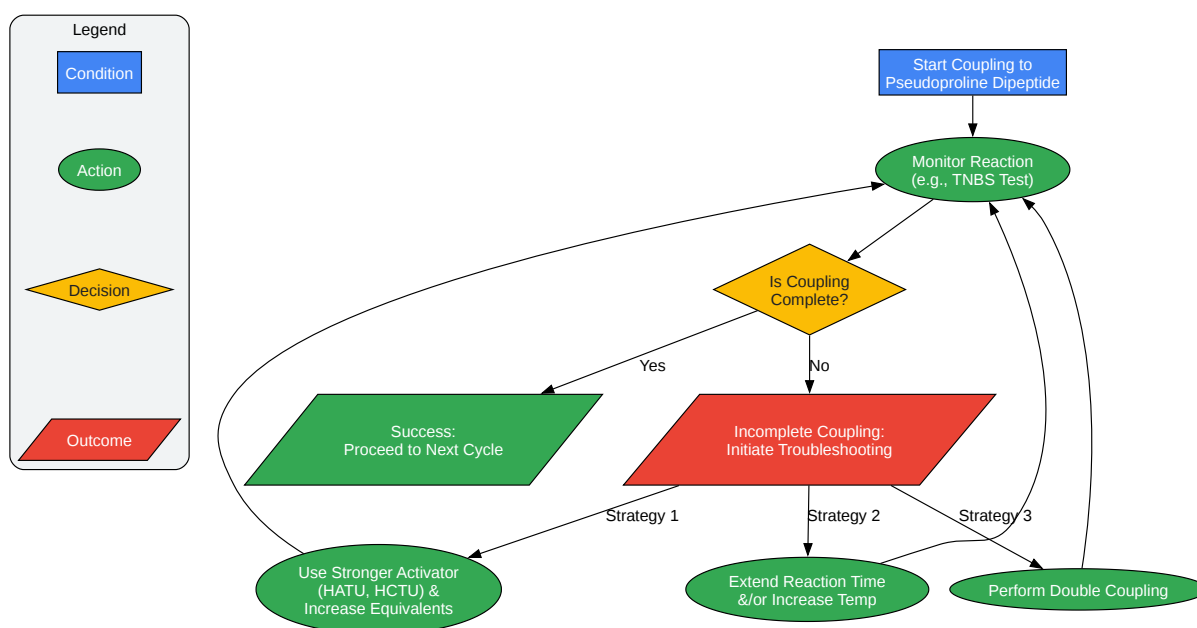 Legend
Condition
Action
Decision
Outcome
Start Coupling to
Pseudoproline Dipeptide
Monitor Reaction
(e.g., TNBS Test)
Is Coupling
Complete?
Yes
No
Success:
Proceed to Next Cycle
Incomplete Coupling:
Initiate Troubleshooting
Strategy 1
Strategy 2
Strategy 3
Use Stronger Activator
(HATU, HCTU) &
Increase Equivalents
Extend Reaction Time
&/or Increase Temp
Perform Double Coupling